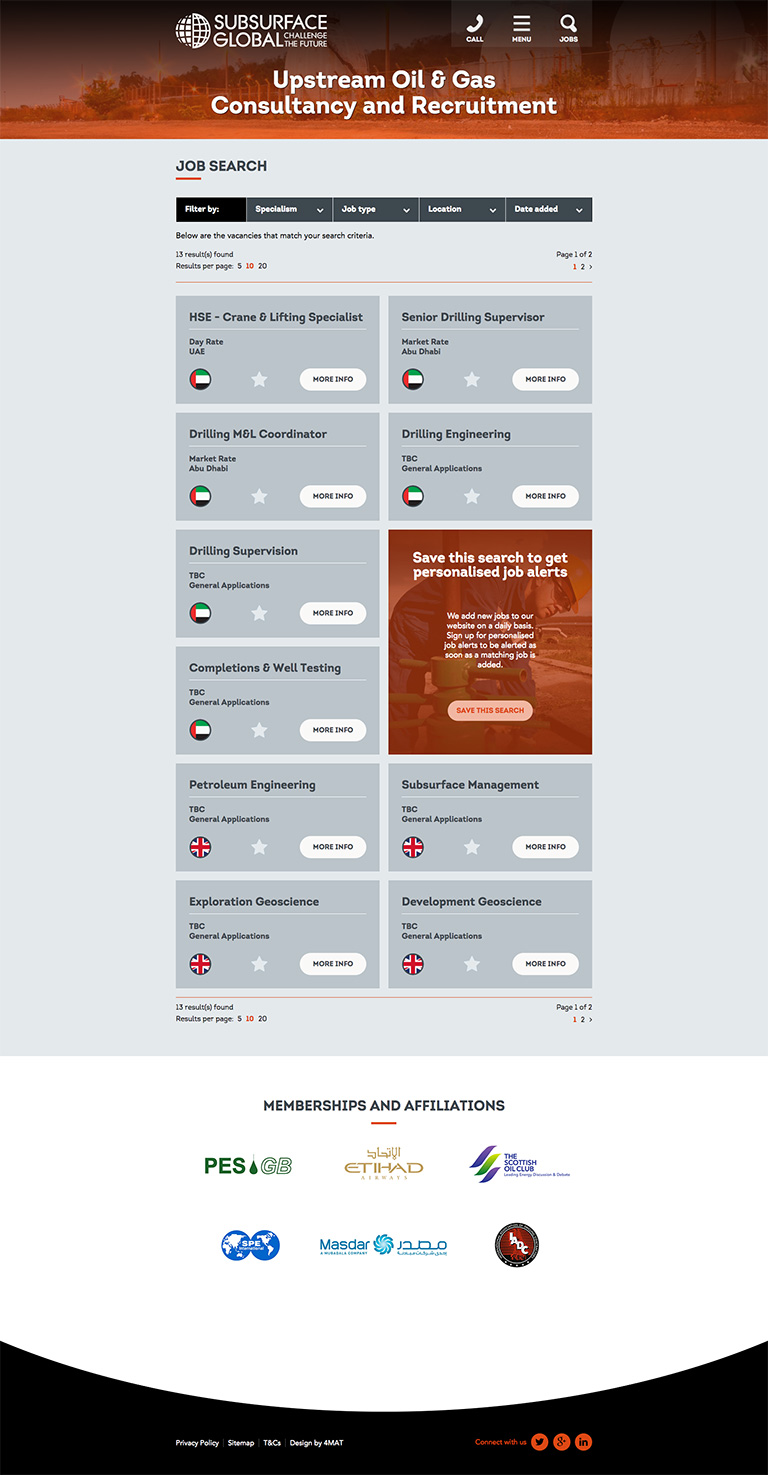 SUBSURFACE
GLOBAL CHALLENGE THE FUTURE
CALL
MENU
JOBS
Upstream Oil & Gas
Consultancy and Recruitment
JOB SEARCH
Filter by: Specialism Job type Location Date added
Below are the vacancies that match your search criteria.
13 result(s) found
Results per page: 5 10 20
Page 1 of 2
1 2 ›
HSE - Crane & Lifting Specialist
Day Rate
UAE
MORE INFO
Senior Drilling Supervisor
Market Rate
Abu Dhabi
MORE INFO
Drilling M&L Coordinator
Market Rate
Abu Dhabi
MORE INFO
Drilling Engineering
TBC
General Applications
MORE INFO
Drilling Supervision
TBC
General Applications
MORE INFO
Save this search to get
personalised job alerts
We add new jobs to our
website on a daily basis.
Sign up for personalised
job alerts to be alerted as
soon as a matching job is
added.
SAVE THIS SEARCH
Completions & Well Testing
TBC
General Applications
MORE INFO
Petroleum Engineering
TBC
General Applications
MORE INFO
Subsurface Management
TBC
General Applications
MORE INFO
Exploration Geoscience
TBC
General Applications
MORE INFO
Development Geoscience
TBC
General Applications
MORE INFO
13 result(s) found
Results per page: 5 10 20
Page 1 of 2
1 2 ›
MEMBERSHIPS AND AFFILIATIONS
PES GB
الإتحاد
ETIHAD
AIRWAYS
THE
SCOTTISH
OIL CLUB
Leading Energy Discussion & Debate
SPE
International
Masdar مصدر
A MUBADALA COMPANY
IADC
Privacy Policy | Sitemap | T&Cs | Design by 4MAT
Connect with us